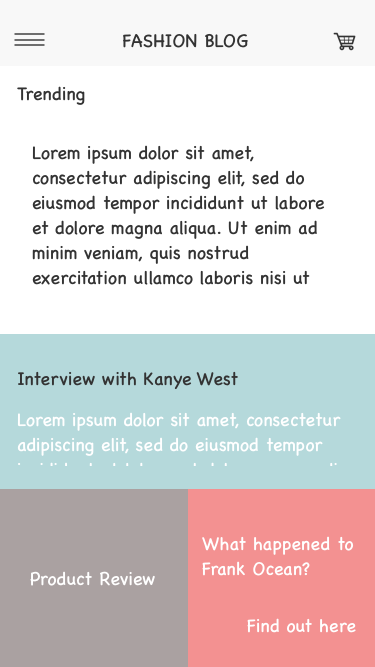 FASHION BLOG
Trending
Lorem ipsum dolor sit amet,
consectetur adipiscing elit, sed do
eiusmod tempor incididunt ut labore
et dolore magna aliqua. Ut enim ad
minim veniam, quis nostrud
exercitation ullamco laboris nisi ut
Interview with Kanye West
Lorem ipsum dolor sit amet, consectetur
adipiscing elit, sed do eiusmod tempor
Product Review
What happened to
Frank Ocean?
Find out here